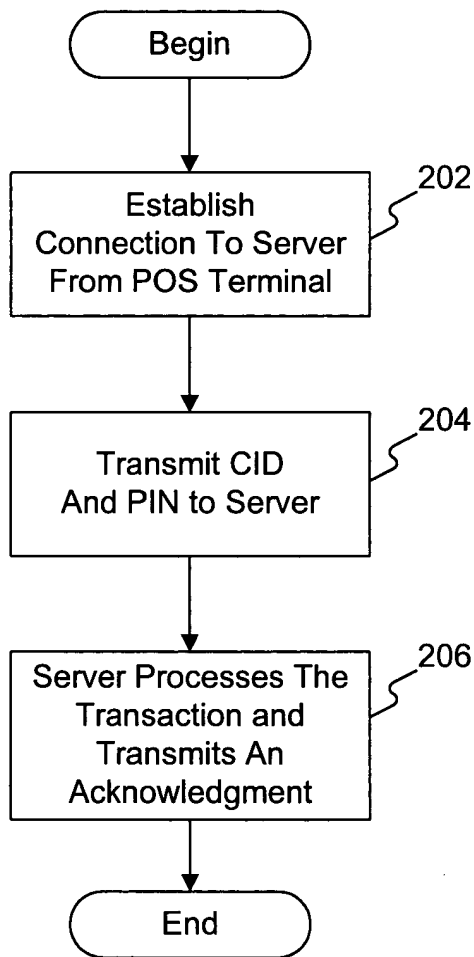 Begin
202
Establish
Connection To Server
From POS Terminal
204
Transmit CID
And PIN to Server
206
Server Processes The
Transaction and
Transmits An
Acknowledgment
End